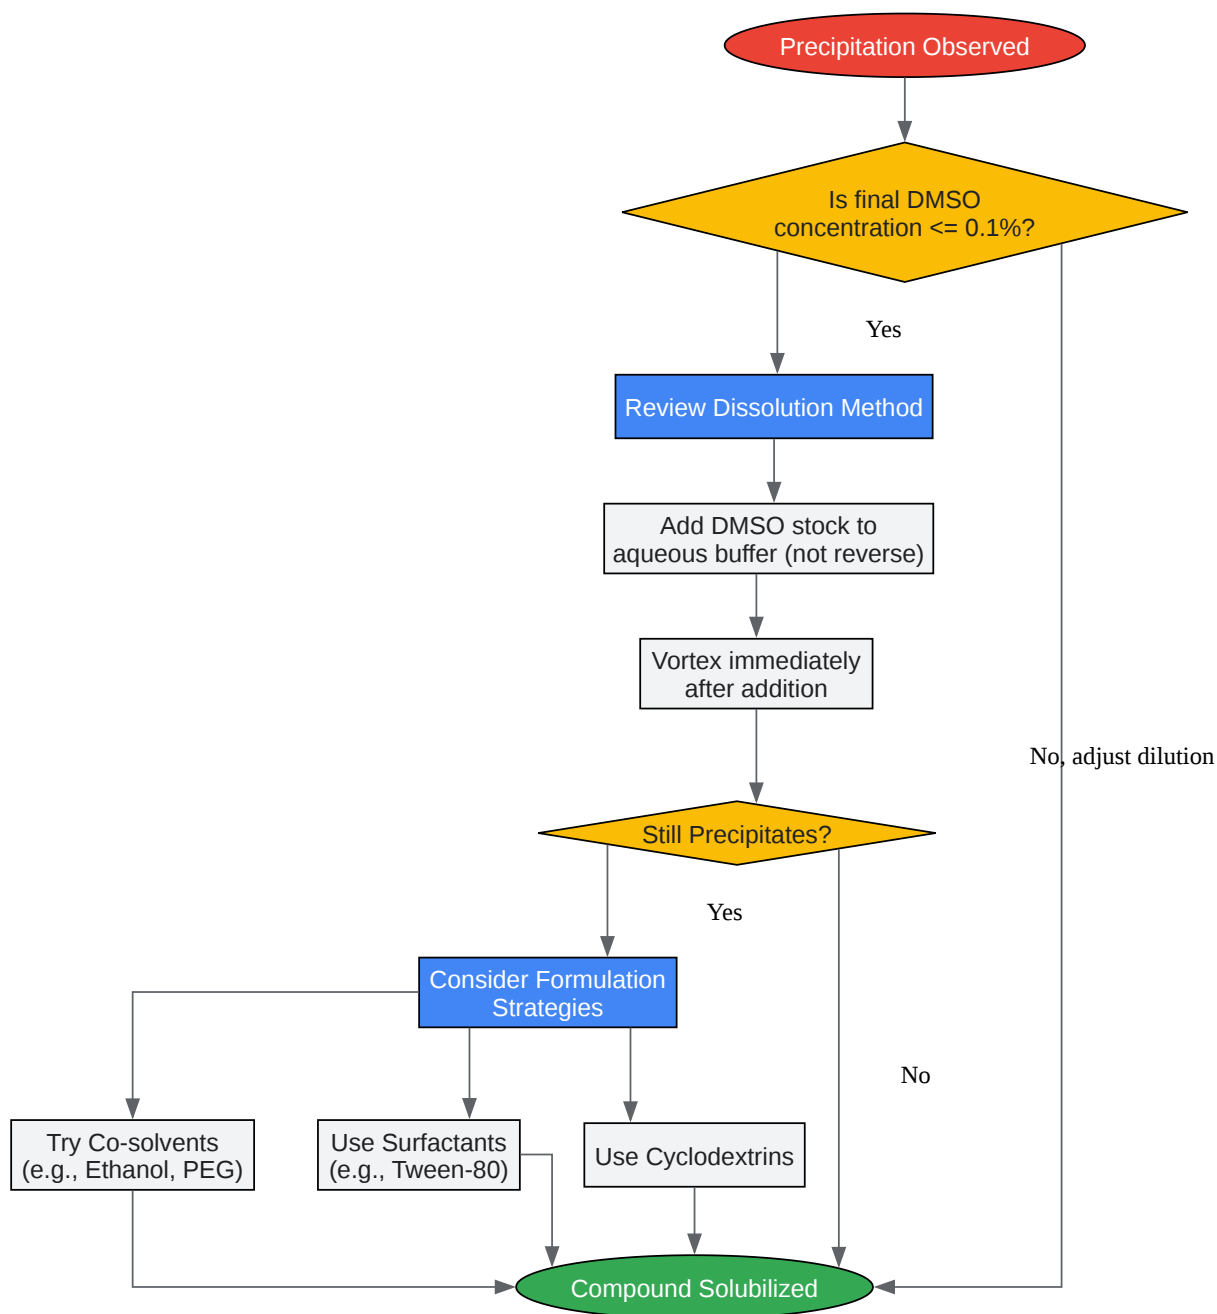 Precipitation Observed
Is final DMSO
concentration <= 0.1%?
Yes
Review Dissolution Method
Add DMSO stock to
aqueous buffer (not reverse)
Vortex immediately
after addition
No, adjust dilution
Still Precipitates?
Yes
Consider Formulation
Strategies
No
Try Co-solvents
(e.g., Ethanol, PEG)
Use Surfactants
(e.g., Tween-80)
Use Cyclodextrins
Compound Solubilized